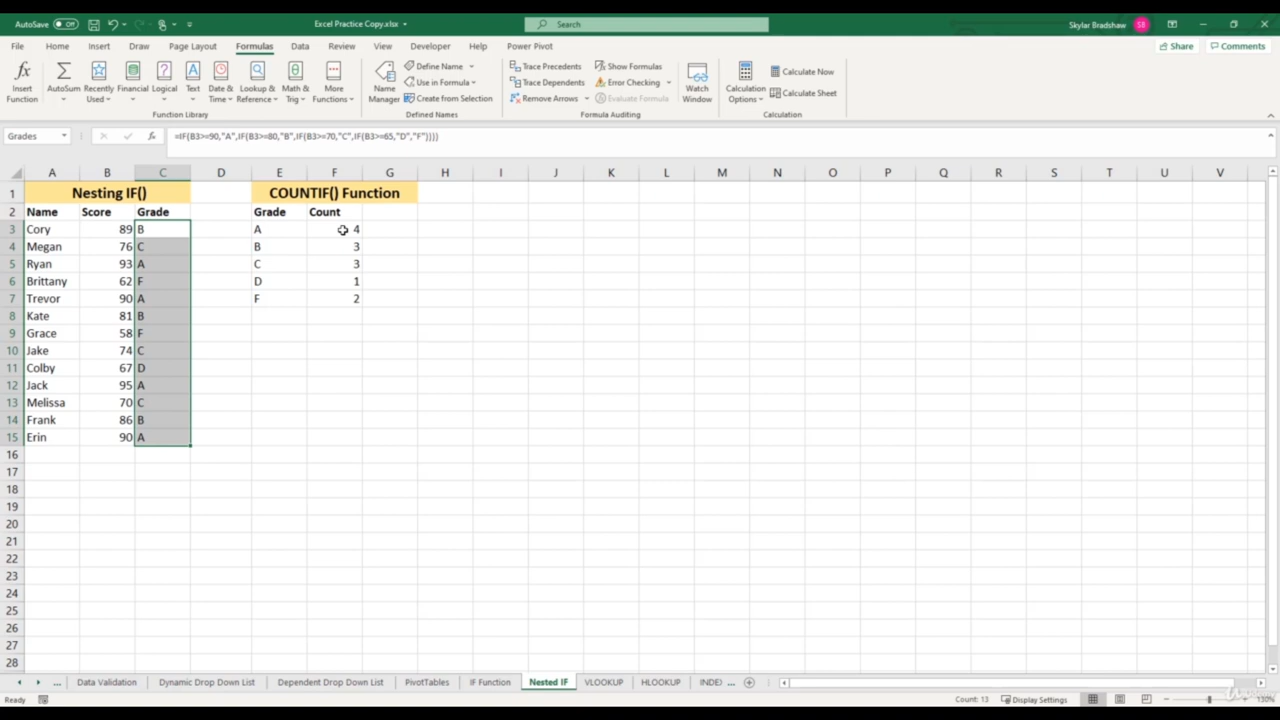 AutoSave Off Excel Practice Copy.xlsx Search Skylar Bradshaw SB
File Home Insert Draw Page Layout Formulas Data Review View Developer Help Power Pivot Share Comments
Insert Function AutoSum Recently Used Financial Logical Text Date & Time Lookup & Reference Math & Trig More Functions
Function Library
Name Manager Define Name Use in Formula Create from Selection
Defined Names
Trace Precedents Trace Dependents Remove Arrows Show Formulas Error Checking Evaluate Formula Watch Window
Formula Auditing
Calculation Options Calculate Now Calculate Sheet
Calculation
Grades fx =IF(B3>=90,"A",IF(B3>=80,"B",IF(B3>=70,"C",IF(B3>=65,"D","F"))))
A B C D E F G H I J K L M N O P Q R S T U V
1 Nesting IF() COUNTIF() Function
2 Name Score Grade Grade Count
3 Cory 89 B A 4
4 Megan 76 C B 3
5 Ryan 93 A C 3
6 Brittany 62 F D 1
7 Trevor 90 A F 2
8 Kate 81 B
9 Grace 58 F
10 Jake 74 C
11 Colby 67 D
12 Jack 95 A
13 Melissa 70 C
14 Frank 86 B
15 Erin 90 A
16
17
18
19
20
21
22
23
24
25
26
27
28
... Data Validation Dynamic Drop Down List Dependent Drop Down List PivotTables IF Function Nested IF VLOOKUP HLOOKUP INDEX ...
Ready Count: 13 Display Settings 130%